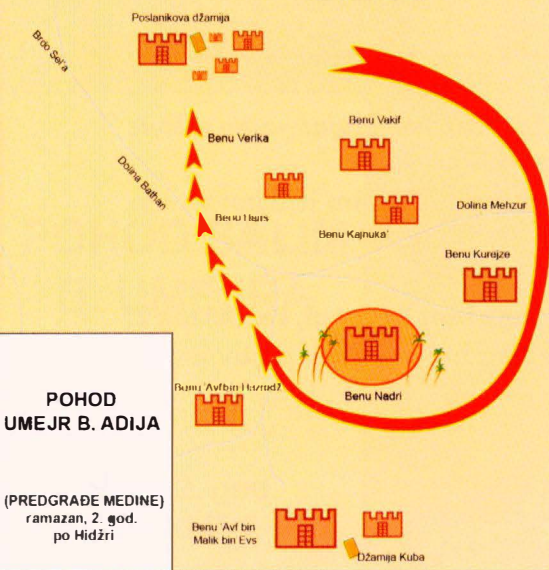 Poslanikova džamija
Brdo Sel'a
Benu Vakif
Benu Verika
Dolina Bathan
Dolina Mehzur
Benu Haris
Benu Kajnuka'
Benu Kurejze
Benu 'Avf bin Hazredž
Benu Nadri
POHOD
UMEJR B. ADIJA
(PREDGRAĐE MEDINE)
ramazan, 2. god.
po Hidžri
Benu 'Avf bin
Malik bin Evs
Džamija Kuba